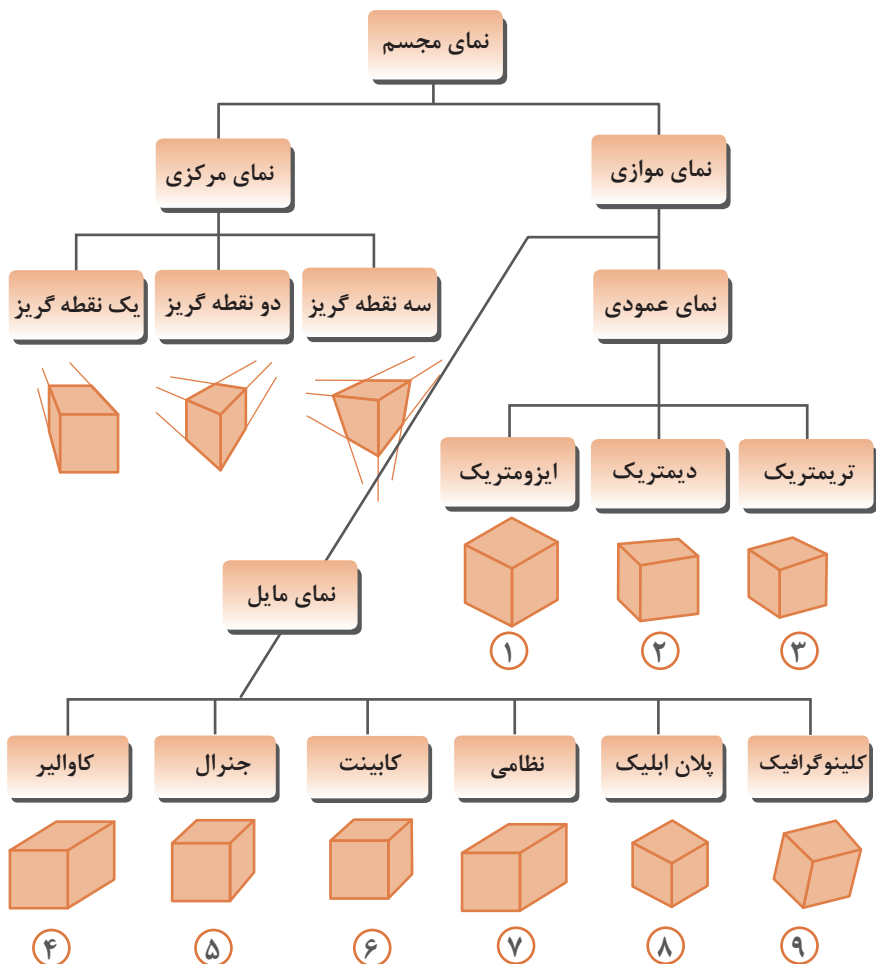 نمای مجسم
نمای موازی
نمای مرکزی
نمای عمودی
سه نقطه گریز
دو نقطه گریز
یک نقطه گریز
تریمتریک
دیمتریک
ایزومتریک
۳
۲
۱
نمای مایل
کلینوگرافیک
پلان ابلیک
نظامی
کابینت
جنرال
کاوالیر
۹
۸
۷
۶
۵
۴